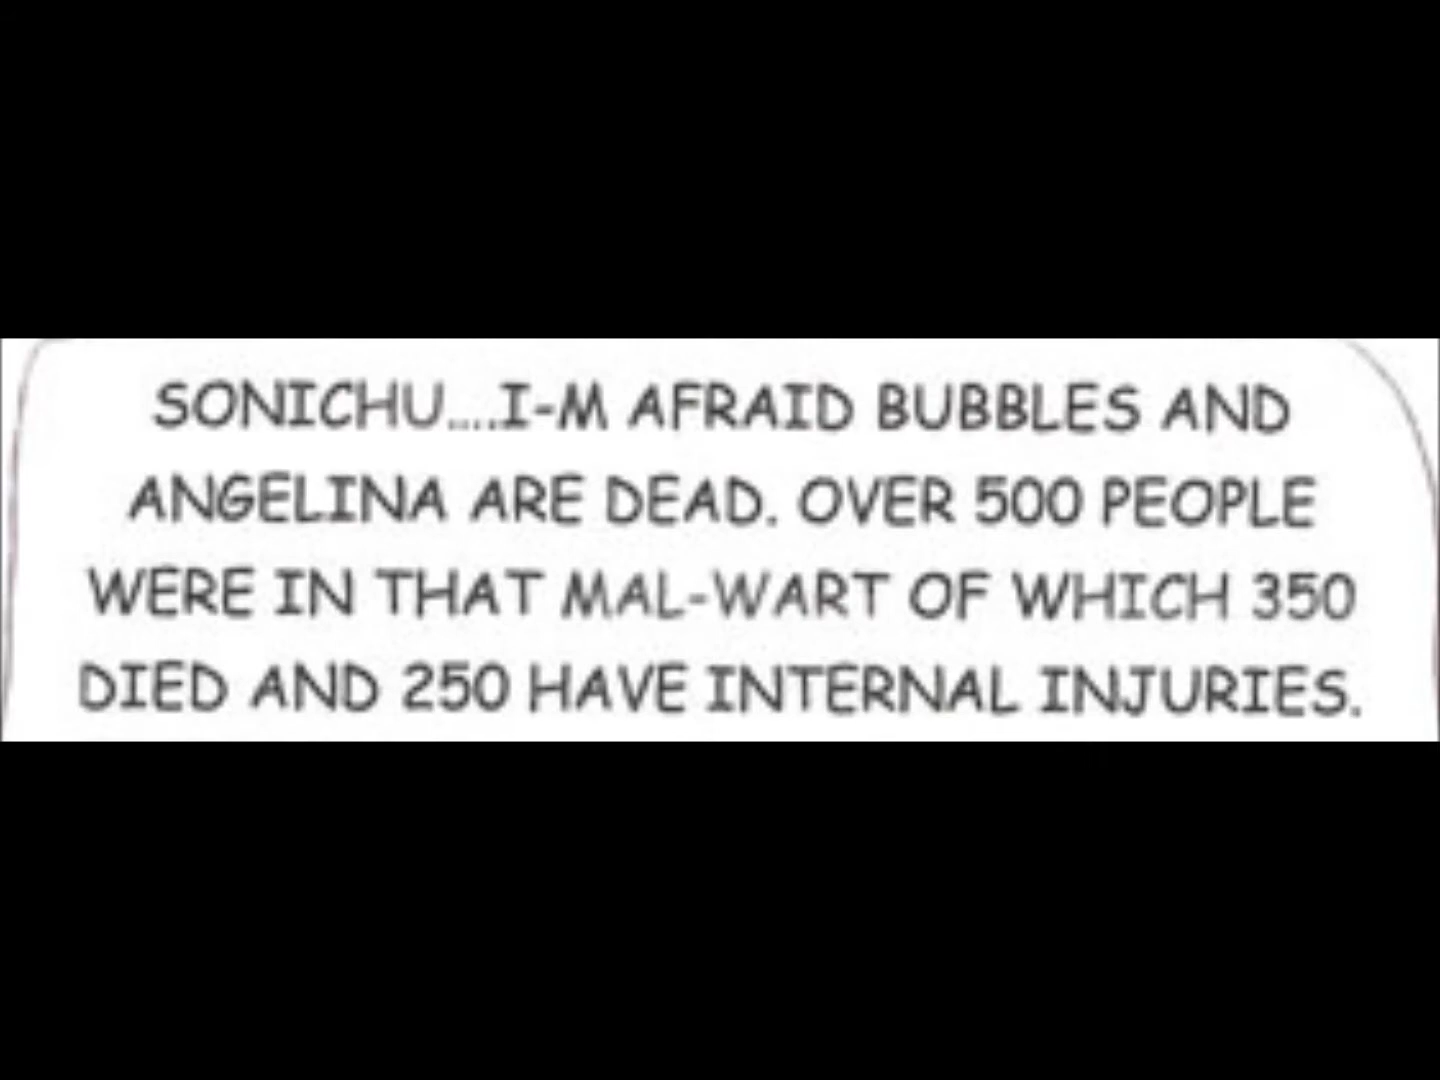 SONICHU....I-M AFRAID BUBBLES AND
ANGELINA ARE DEAD. OVER 500 PEOPLE
WERE IN THAT MAL-WART OF WHICH 350
DIED AND 250 HAVE INTERNAL INJURIES.